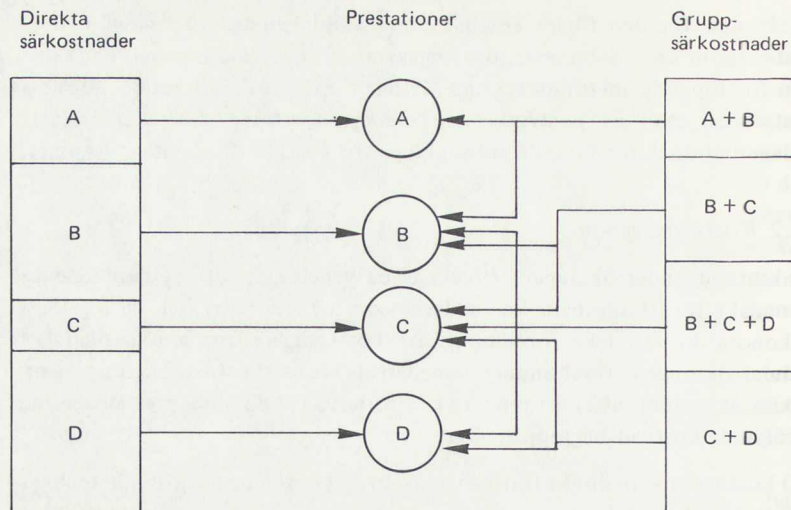 Direkta
särkostnader
Prestationer
Grupp-
särkostnader
A
A
A + B
B
B
B + C
C
C
B + C + D
D
D
C + D